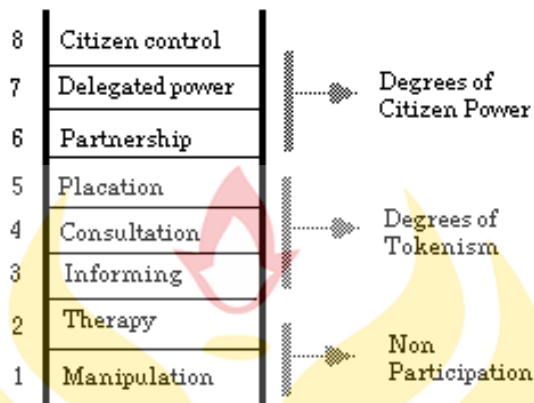 8 Citizen control
7 Delegated power
6 Partnership
Degrees of
Citizen Power
5 Placation
4 Consultation
3 Informing
Degrees of
Tokenism
2 Therapy
1 Manipulation
Non
Participation